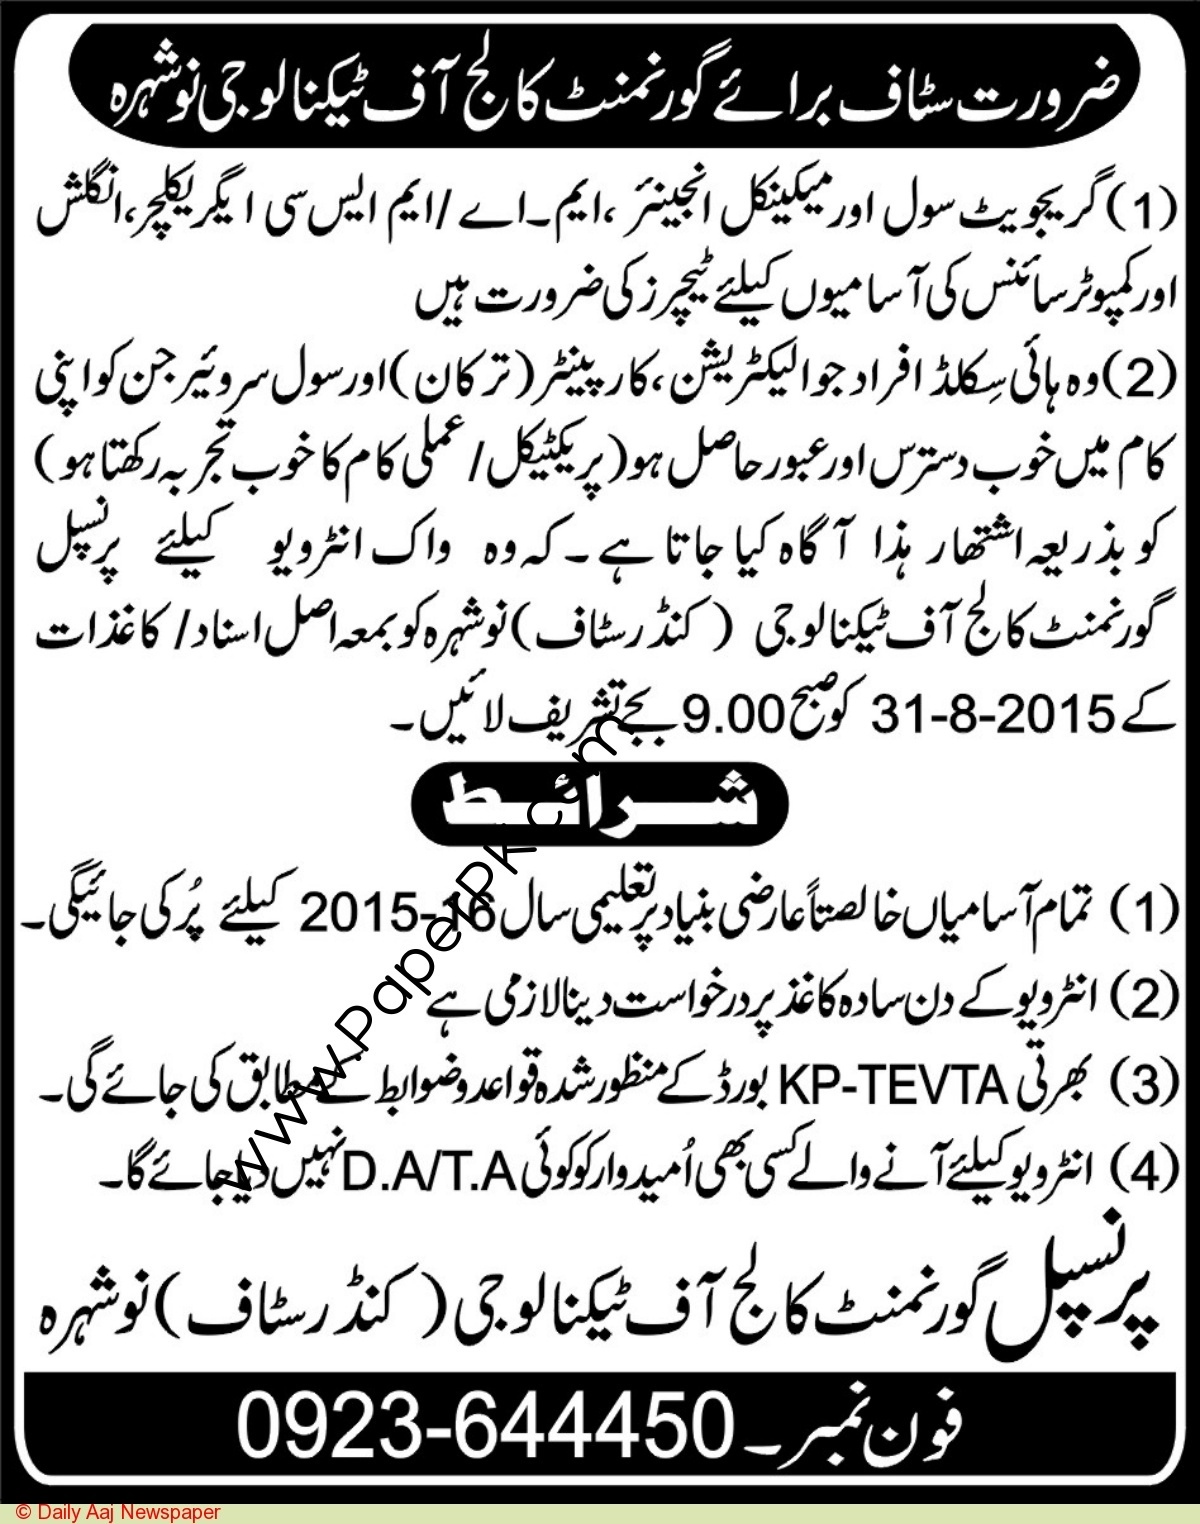 ضرورت سٹاف برائے گورنمنٹ کالج آف ٹیکنالوجی نوشہرہ
(1) گریجویٹ سول اور میکینکل انجینئر ،ایم۔اے /ایم ایس سی ایگریکلچر،انگلش
اور کمپوٹر سائنس کی آسامیوں کیلئے ٹیچرز کی ضرورت ہیں
(2) وہ ہائی سِکلڈ افراد جو الیکٹریشن، کارپینٹر (ترکان) اور سول سروئیر جن کو اپنی
کام میں خوب دسترس اور عبور حاصل ہو (پریکٹیکل/عملی کام کا خوب تجربہ رکھتا ہو)
کو بذریعہ اشتھار ہذا آگاہ کیا جاتا ہے۔ کہ وہ واک انٹرویو کیلئے پرنسپل
گورنمنٹ کالج آف ٹیکنالوجی (کنڈر سٹاف) نوشہرہ کو بمعہ اصل اسناد/ کاغذات
کے 31-8-2015 کو صبح 9.00 بجے تشریف لائیں۔
شرائط
(1) تمام آسامیاں خالصتاً عارضی بنیاد پر تعلیمی سال 2015-16 کیلئے پُر کی جائیگی۔
(2) انٹرویو کے دن سادہ کاغذ پر درخواست دینا لازمی ہے
(3) بھرتی KP-TEVTA بورڈ کے منظور شدہ قواعد و ضوابط کے مطابق کی جائے گی۔
(4) انٹرویو کیلئے آنے والے کسی بھی اُمیدوار کو کوئی D.A/T.A نہیں دیا جائے گا۔
پرنسپل گورنمنٹ کالج آف ٹیکنالوجی (کنڈر سٹاف) نوشہرہ
فون نمبر۔ 0923-644450
www.PaperPk.com
© Daily Aaj Newspaper